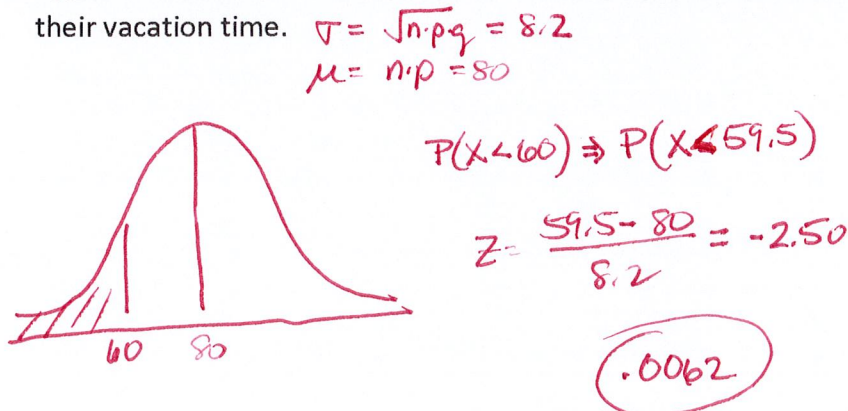 their vacation time. σ = √n·p·q = 8.2
μ = n·p = 80
P(X<60) ⇒ P(X<59.5)
Z = 59.5 - 80 / 8.2 = -2.50
60 80
.0062